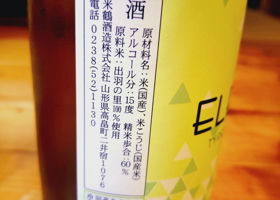 酒
原材料名:米(国産)、米こうじ(国産米)
アルコール分:15度 精米歩合:60%
原料米:出羽の里100%使用
米鶴酒造株式会社 山形県高畠町二井宿1076
電話 0238(52)1130
EL